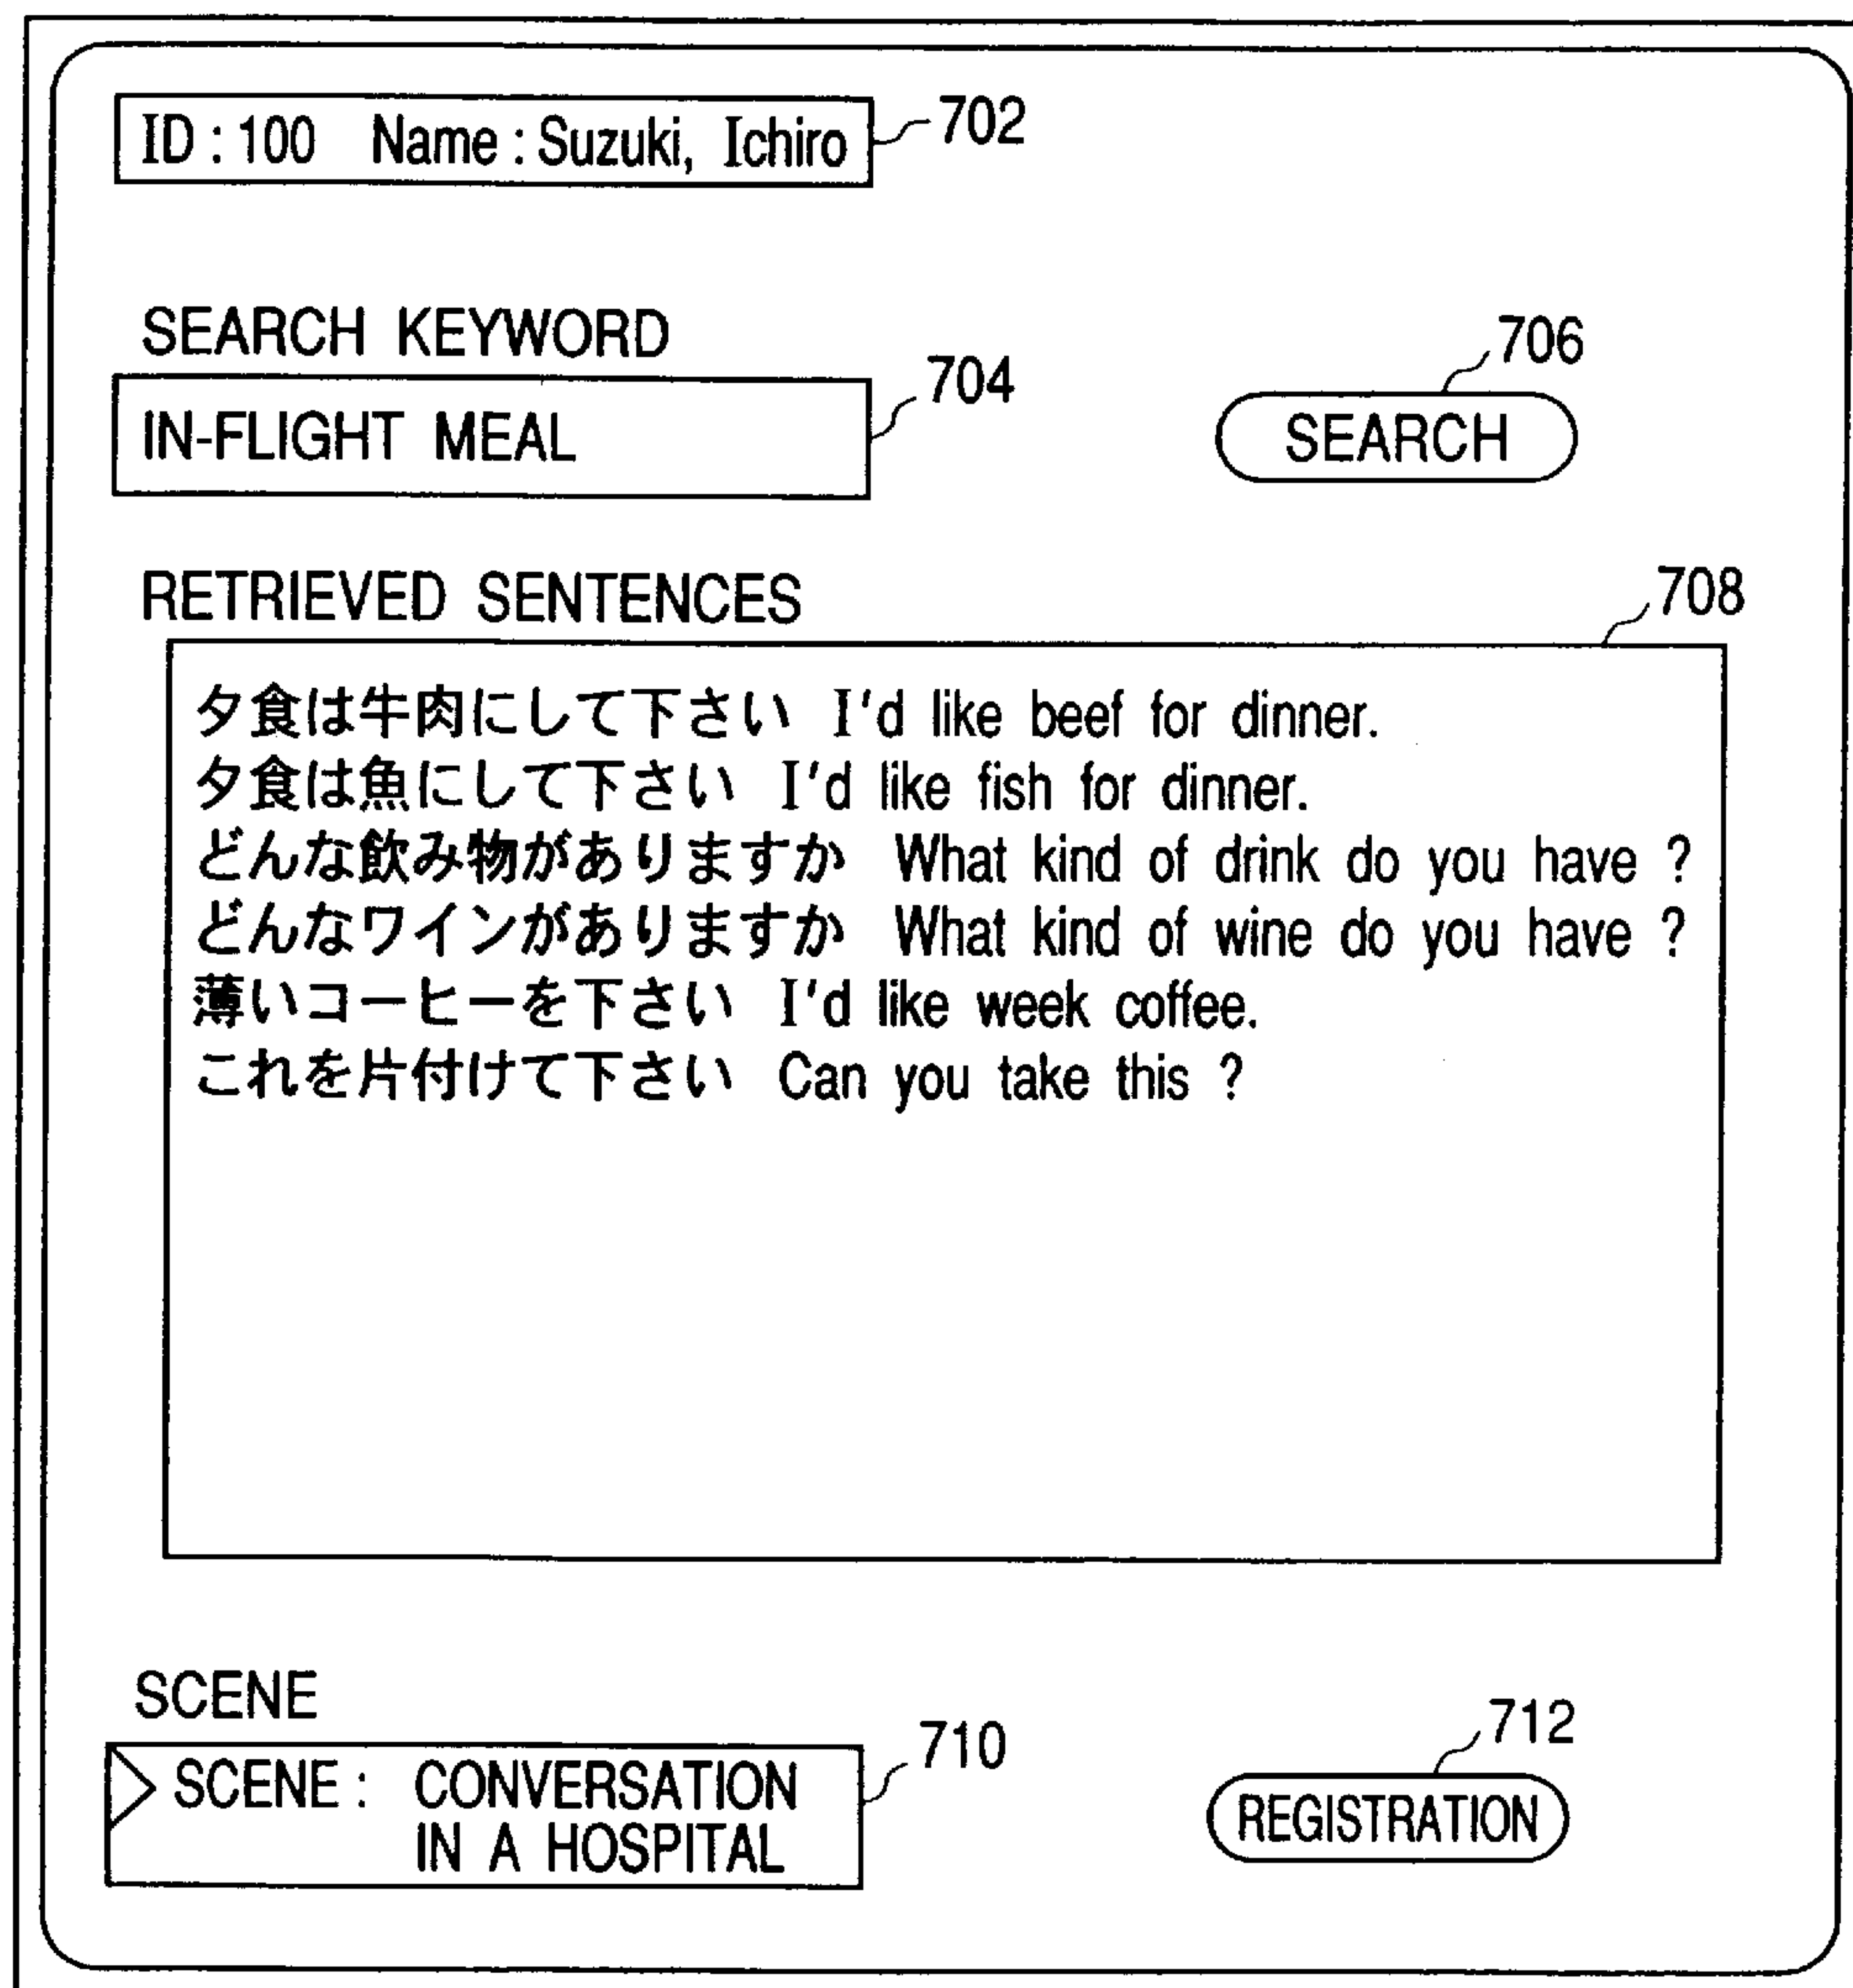 ID : 100 Name : Suzuki, Ichiro 702
SEARCH KEYWORD
IN-FLIGHT MEAL 704
706
SEARCH
RETRIEVED SENTENCES
708
夕食は牛肉にして下さい I'd like beef for dinner.
夕食は魚にして下さい I'd like fish for dinner.
どんな飲み物がありますか What kind of drink do you have ?
どんなワインがありますか What kind of wine do you have ?
薄いコーヒーを下さい I'd like week coffee.
これを片付けて下さい Can you take this ?
SCENE
SCENE : CONVERSATION
IN A HOSPITAL
710
712
REGISTRATION